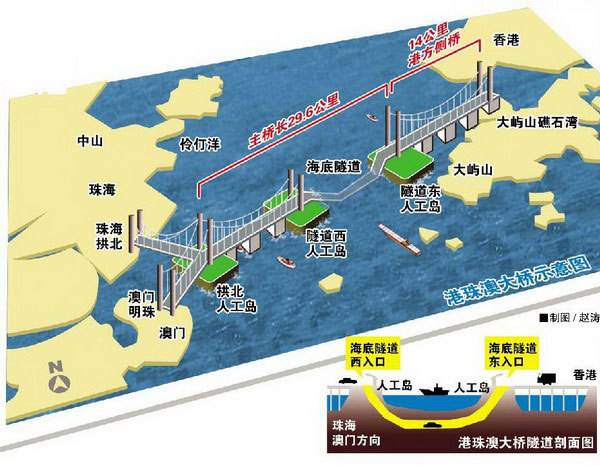 14公里
港方侧桥
香港
主桥长29.6公里
中山
伶仃洋
大屿山礁石湾
海底隧道
大屿山
珠海
隧道东
人工岛
珠海
拱北
隧道西
人工岛
澳门
明珠
拱北
人工岛
澳门
港珠澳大桥示意图
N
■制图/赵涛
海底隧道
西入口
海底隧道
东入口
人工岛
人工岛
香港
珠海
澳门方向
港珠澳大桥隧道剖面图